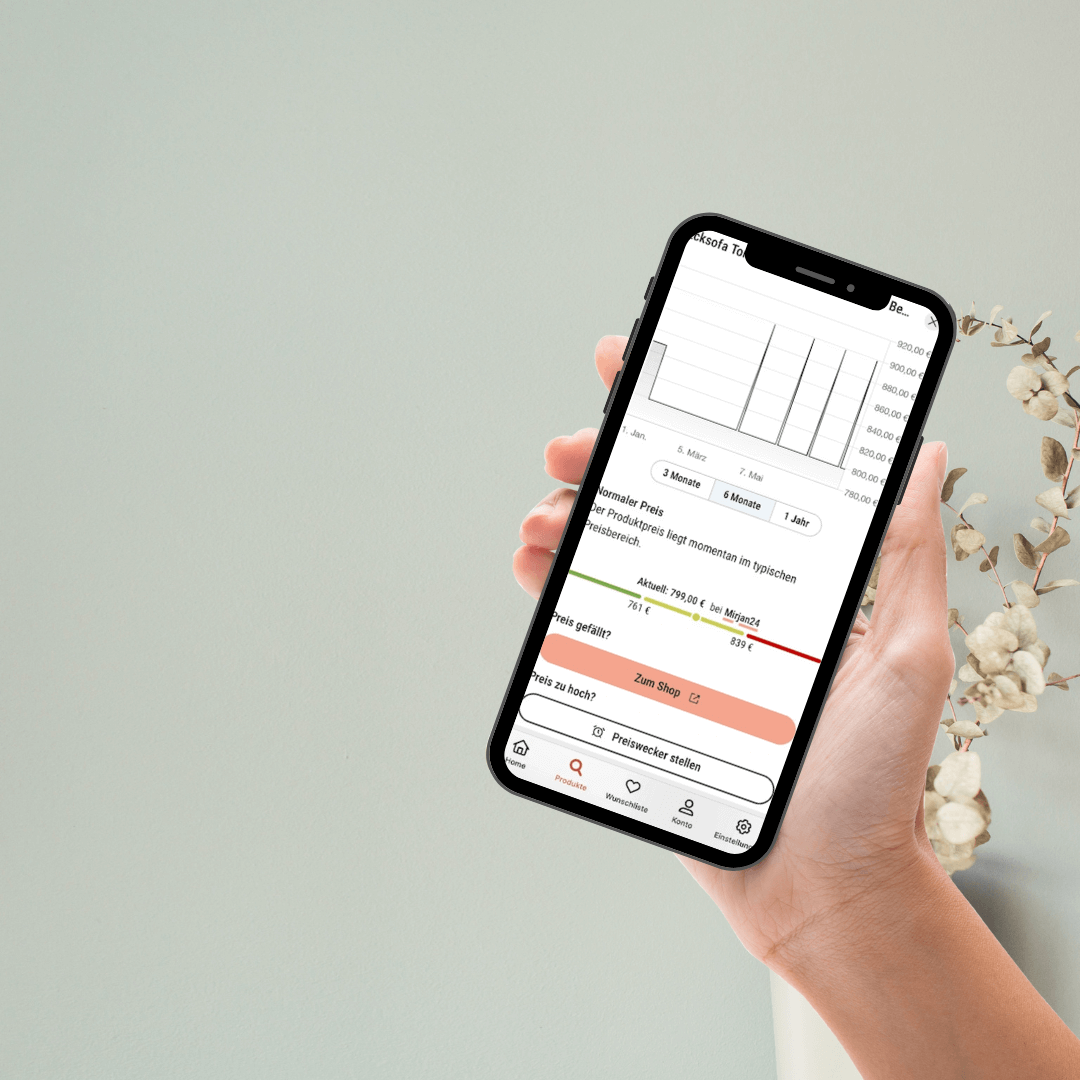 cksofa To
Be...
920,00 €
900,00 €
880,00 €
860,00 €
840,00 €
820,00 €
800,00 €
780,00 €
1. Jan.
5. März
7. Mai
3 Monate
6 Monate
1 Jahr
Normaler Preis
Der Produktpreis liegt momentan im typischen
Preisbereich.
Aktuell: 799,00 € bei Mirjan24
761 €
839 €
Preis gefällt?
Zum Shop
Preis zu hoch?
Preiswecker stellen
Home
Produkte
Wunschliste
Konto
Einstellun